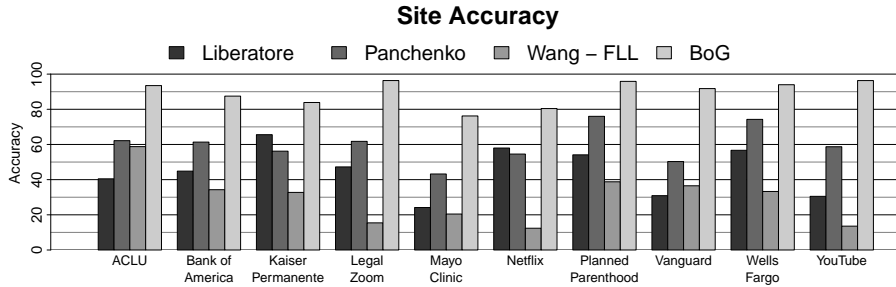 Site Accuracy
Liberatore Panchenko Wang – FLL BoG
Accuracy
100
80
60
40
20
0
ACLU Bank of America Kaiser Permanente Legal Zoom Mayo Clinic Netflix Planned Parenthood Vanguard Wells Fargo YouTube